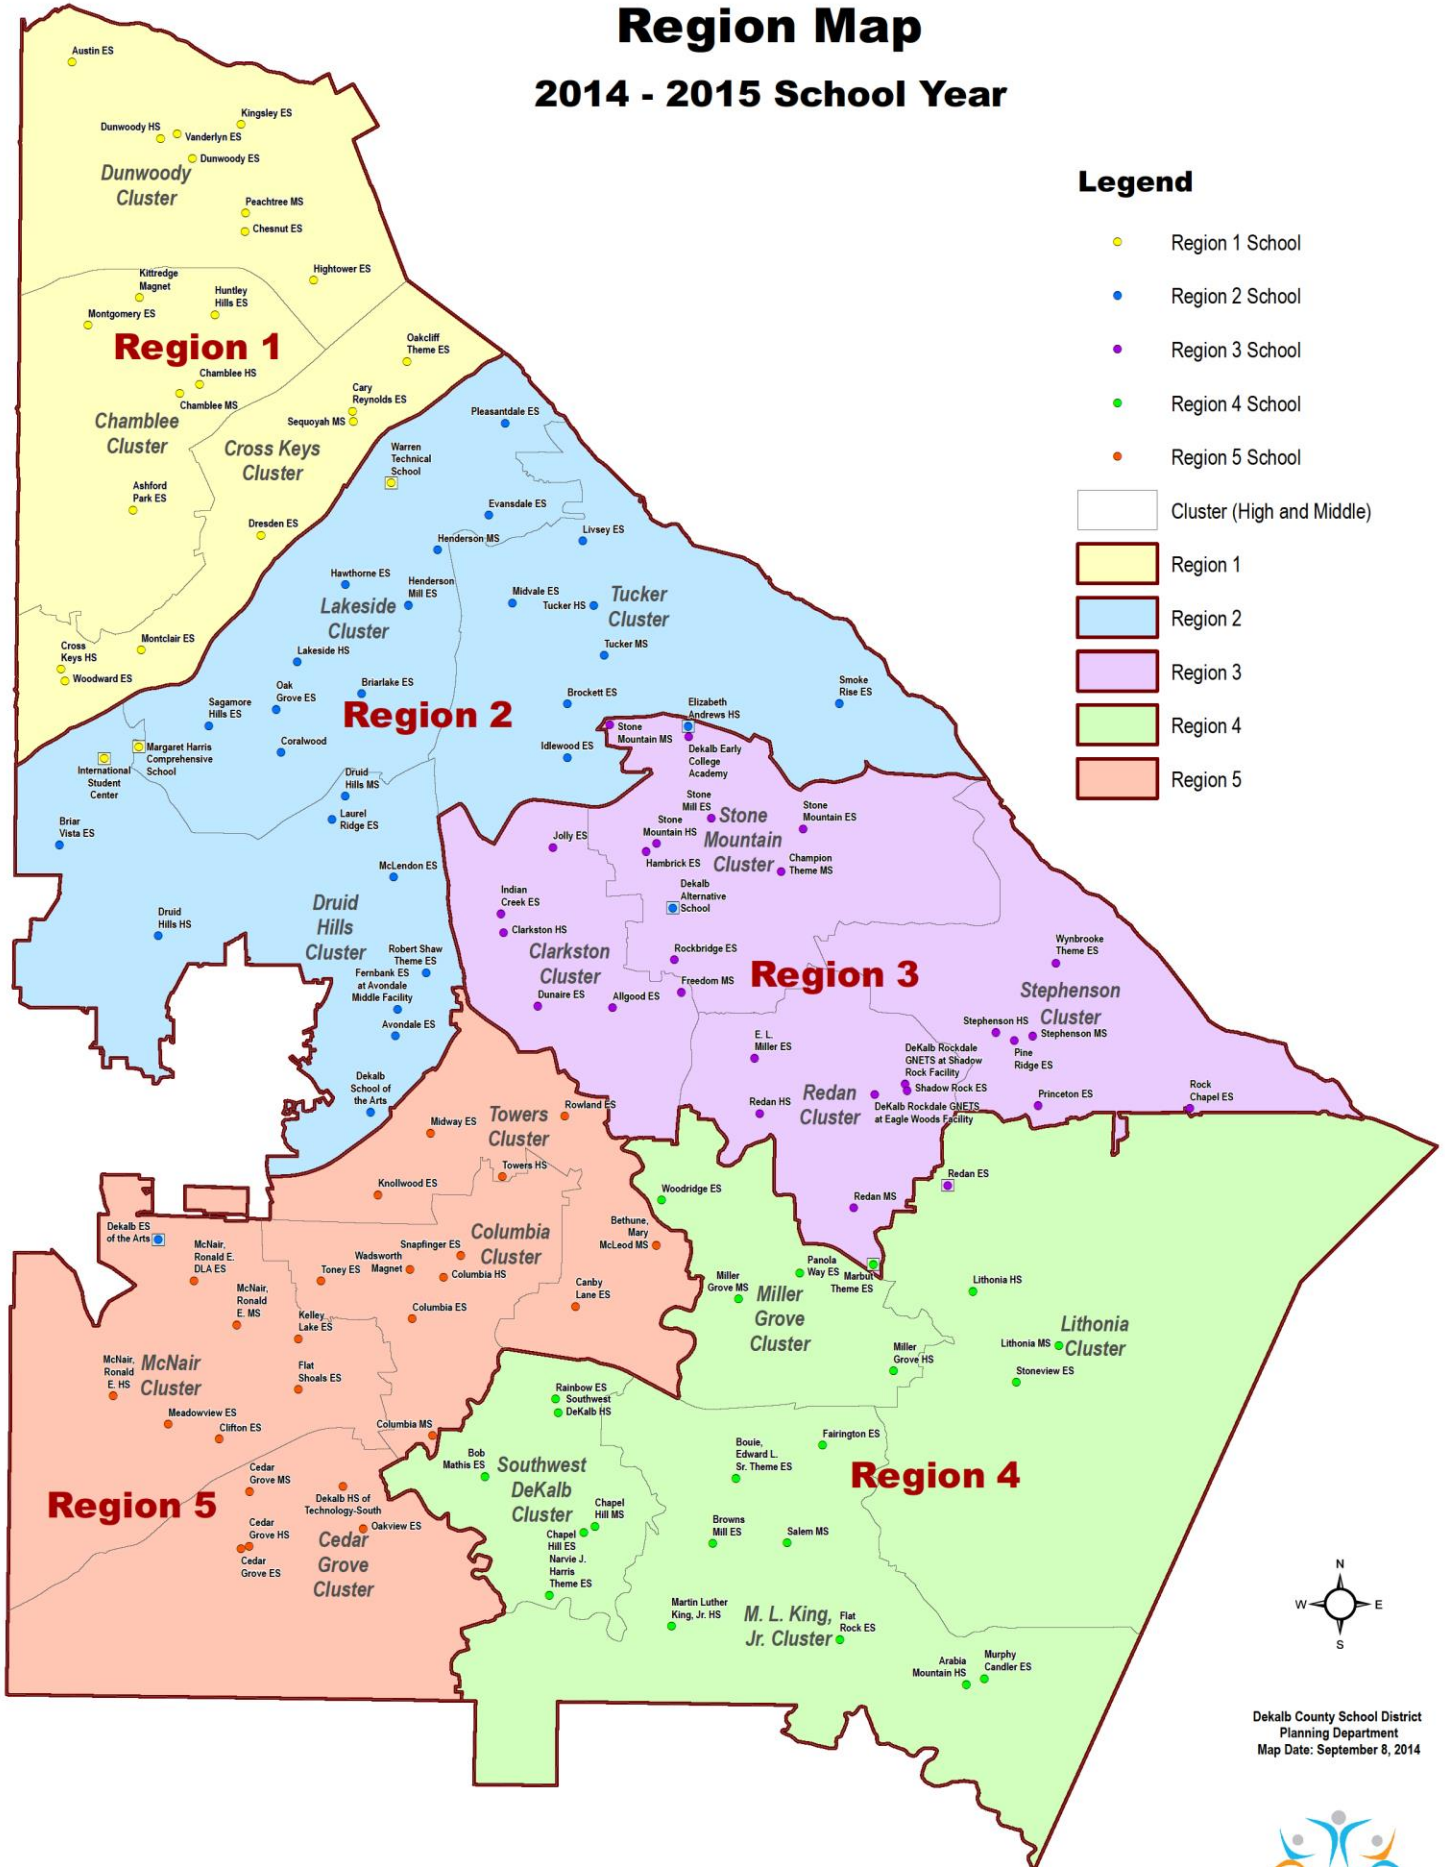 Region Map
2014 - 2015 School Year
Legend
Region 1 School
Region 2 School
Region 3 School
Region 4 School
Region 5 School
Cluster (High and Middle)
Region 1
Region 2
Region 3
Region 4
Region 5
Austin ES
Kingsley ES
Dunwoody HS
Vanderlyn ES
Dunwoody ES
Dunwoody
Cluster
Peachtree MS
Chesnut ES
Hightower ES
Kittredge
Magnet
Huntley
Hills ES
Montgomery ES
Region 1
Oakcliff
Theme ES
Chamblee HS
Chamblee MS
Cary
Reynolds ES
Sequoyah MS
Chamblee
Cluster
Cross Keys
Cluster
Ashford
Park ES
Dresden ES
Cross
Keys HS
Montclair ES
Woodward ES
Pleasantdale ES
Warren
Technical
School
Evansdale ES
Livsey ES
Henderson MS
Hawthorne ES
Henderson
Mill ES
Lakeside
Cluster
Midvale ES
Tucker HS
Tucker
Cluster
Tucker MS
Lakeside HS
Briarlake ES
Oak
Grove ES
Sagamore
Hills ES
Region 2
Brockett ES
Smoke
Rise ES
Elizabeth
Andrews HS
Stone
Mountain MS
Dekalb Early
College
Academy
Idlewood ES
Coralwood
Margaret Harris
Comprehensive
School
International
Student
Center
Druid
Hills MS
Laurel
Ridge ES
Briar
Vista ES
McLendon ES
Druid
Hills HS
Druid
Hills
Cluster
Robert Shaw
Theme ES
Fernbank ES
at Avondale
Middle Facility
Avondale ES
Dekalb
School of
the Arts
Stone
Mill ES
Stone
Mountain HS
Stone
Mountain
Cluster
Stone
Mountain ES
Jolly ES
Hambrick ES
Champion
Theme MS
Dekalb
Alternative
School
Indian
Creek ES
Clarkston HS
Clarkston
Cluster
Rockbridge ES
Freedom MS
Dunaire ES
Allgood ES
Region 3
Wynbrooke
Theme ES
Stephenson
Cluster
Stephenson HS
Stephenson MS
Pine
Ridge ES
E. L.
Miller ES
DeKalb Rockdale
GNETS at Shadow
Rock Facility
Shadow Rock ES
DeKalb Rockdale GNETS
at Eagle Woods Facility
Redan
Cluster
Redan HS
Princeton ES
Rock
Chapel ES
Redan ES
Redan MS
Towers
Cluster
Rowland ES
Midway ES
Towers HS
Knollwood ES
Dekalb ES
of the Arts
McNair,
Ronald E.
DLA ES
McNair,
Ronald
E. MS
Toney ES
Wadsworth
Magnet
Snapfinger ES
Columbia HS
Columbia
Cluster
Bethune,
Mary
McLeod MS
Canby
Lane ES
Columbia ES
Kelley
Lake ES
Flat
Shoals ES
McNair,
Ronald
E. HS
McNair
Cluster
Meadowview ES
Clifton ES
Columbia MS
Cedar
Grove MS
Region 5
Dekalb HS of
Technology-South
Oakview ES
Cedar
Grove HS
Cedar
Grove ES
Cedar
Grove
Cluster
Woodridge ES
Panola
Way ES
Marbut
Theme ES
Miller
Grove MS
Miller
Grove
Cluster
Miller
Grove HS
Lithonia HS
Lithonia MS
Lithonia
Cluster
Stoneview ES
Rainbow ES
Southwest
DeKalb HS
Bob
Mathis ES
Southwest
DeKalb
Cluster
Chapel
Hill MS
Chapel
Hill ES
Narvie J.
Harris
Theme ES
Fairington ES
Bouie,
Edward L.
Sr. Theme ES
Region 4
Browns
Mill ES
Salem MS
Martin Luther
King, Jr. HS
M. L. King,
Jr. Cluster
Flat
Rock ES
Arabia
Mountain HS
Murphy
Candler ES
N
W
E
S
Dekalb County School District
Planning Department
Map Date: September 8, 2014